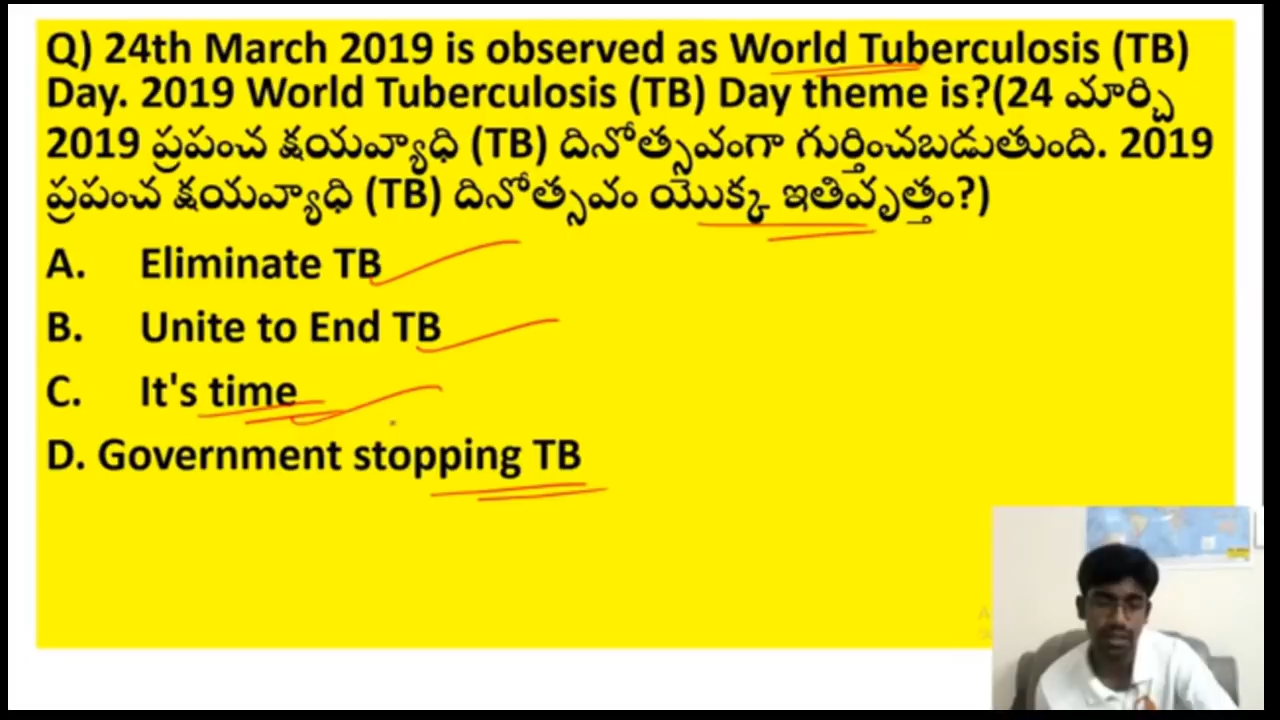 Q) 24th March 2019 is observed as World Tuberculosis (TB)
Day. 2019 World Tuberculosis (TB) Day theme is?(24 మార్చి
2019 ప్రపంచ క్షయవ్యాధి (TB) దినోత్సవంగా గుర్తించబడుతుంది. 2019
ప్రపంచ క్షయవ్యాధి (TB) దినోత్సవం యొక్క ఇతివృత్తం?)
A. Eliminate TB
B. Unite to End TB
C. It's time
D. Government stopping TB